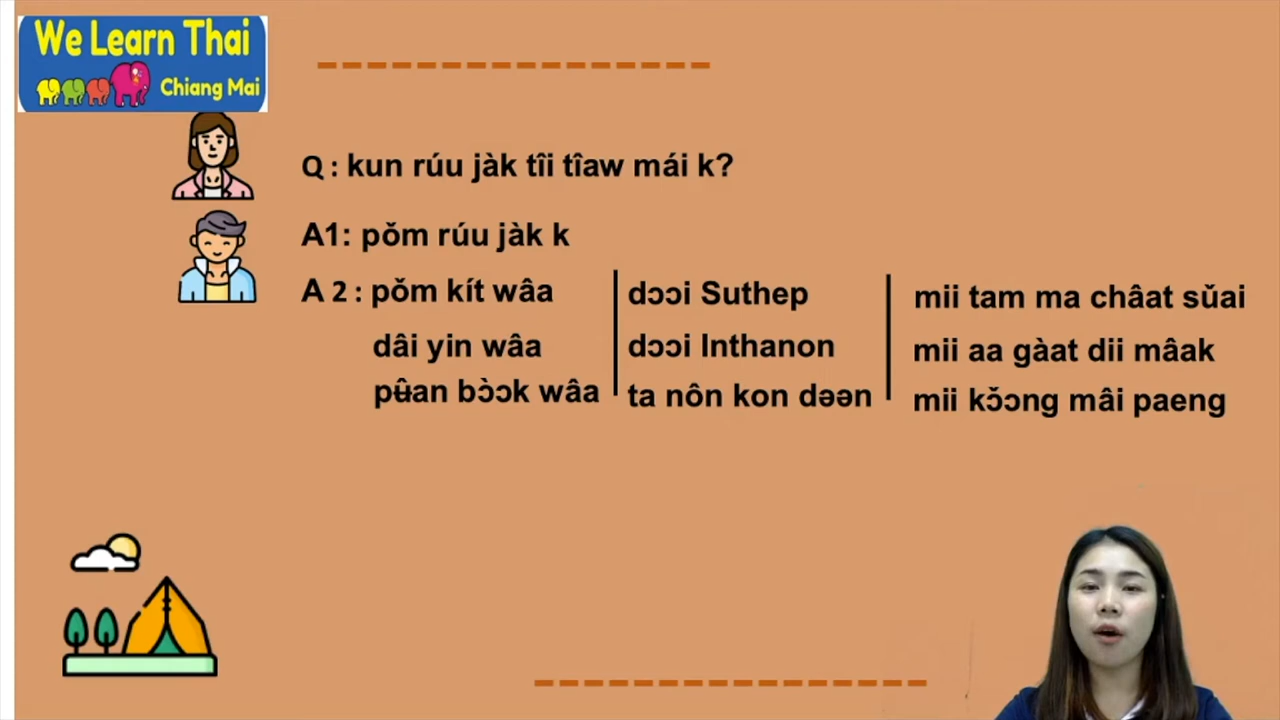 We Learn Thai
Chiang Mai
Q : kun rúu jàk tîi tîaw mái k?
A1: pǒm rúu jàk k
A 2 : pǒm kít wâa
dâi yin wâa
pʉ̂an bɔ̀ɔk wâa
dɔɔi Suthep
dɔɔi Inthanon
ta nôn kon dəən
mii tam ma châat sǔai
mii aa gàat dii mâak
mii kɔ̌ɔng mâi paeng